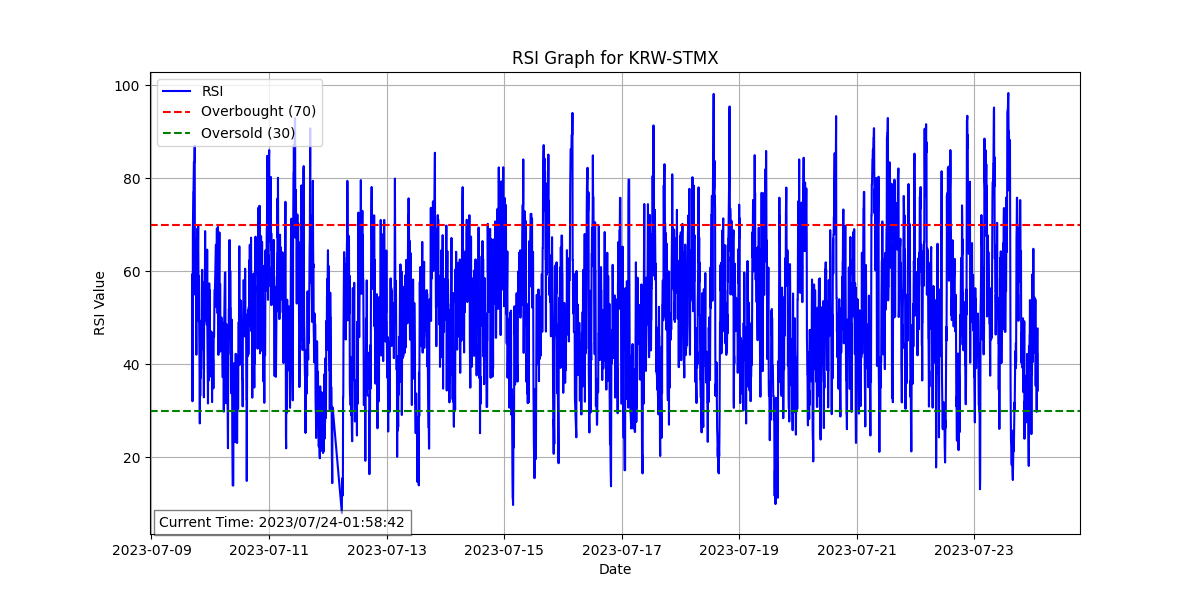 RSI Graph for KRW-STMX
RSI
Overbought (70)
Oversold (30)
100
80
60
40
20
RSI Value
Current Time: 2023/07/24-01:58:42
2023-07-09 2023-07-11 2023-07-13 2023-07-15 2023-07-17 2023-07-19 2023-07-21 2023-07-23
Date